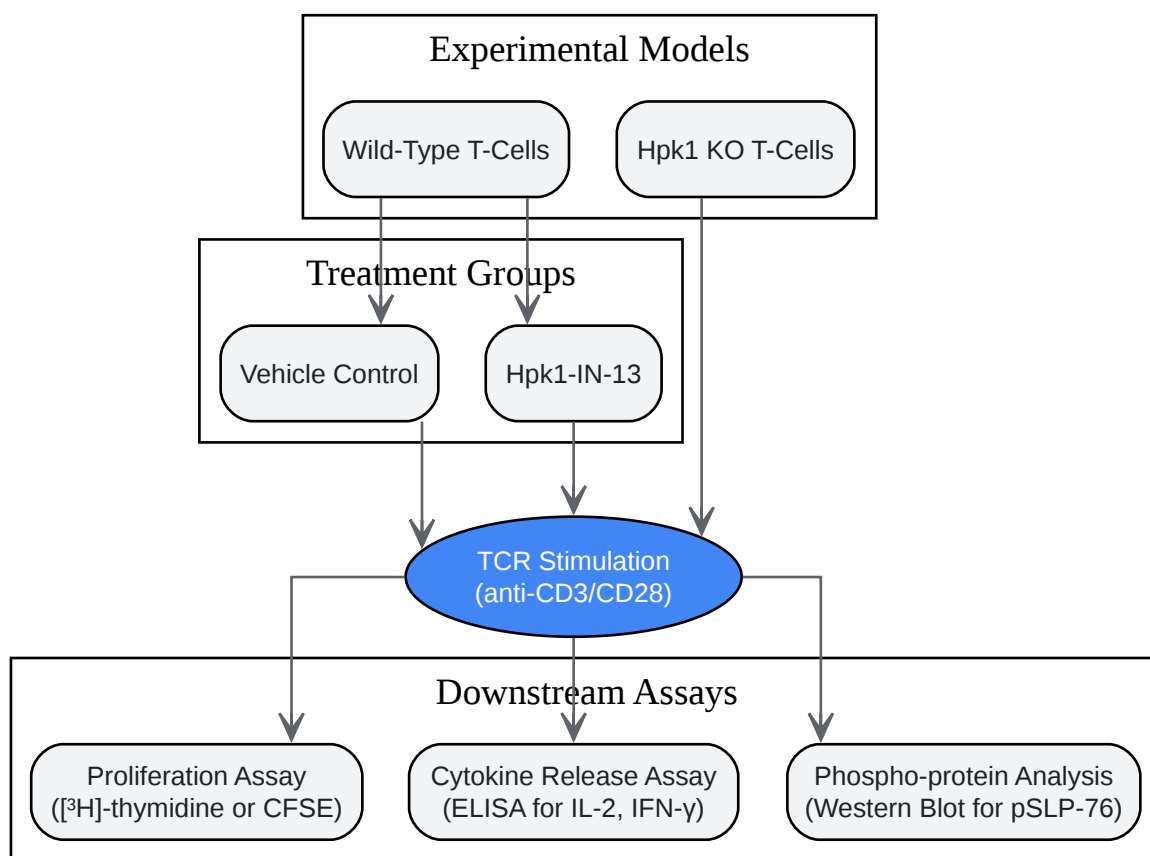 Experimental Models
Wild-Type T-Cells
Hpk1 KO T-Cells
Treatment Groups
Vehicle Control
Hpk1-IN-13
TCR Stimulation
(anti-CD3/CD28)
Downstream Assays
Proliferation Assay
([³H]-thymidine or CFSE)
Cytokine Release Assay
(ELISA for IL-2, IFN-γ)
Phospho-protein Analysis
(Western Blot for pSLP-76)